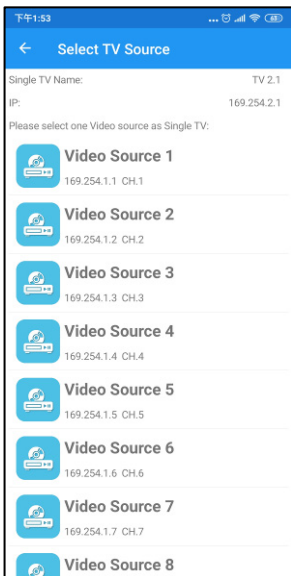 下午1:53 ... 48
Select TV Source
Single TV Name: TV 2.1
IP: 169.254.2.1
Please select one Video source as Single TV:
Video Source 1
169.254.1.1 CH.1
Video Source 2
169.254.1.2 CH.2
Video Source 3
169.254.1.3 CH.3
Video Source 4
169.254.1.4 CH.4
Video Source 5
169.254.1.5 CH.5
Video Source 6
169.254.1.6 CH.6
Video Source 7
169.254.1.7 CH.7
Video Source 8